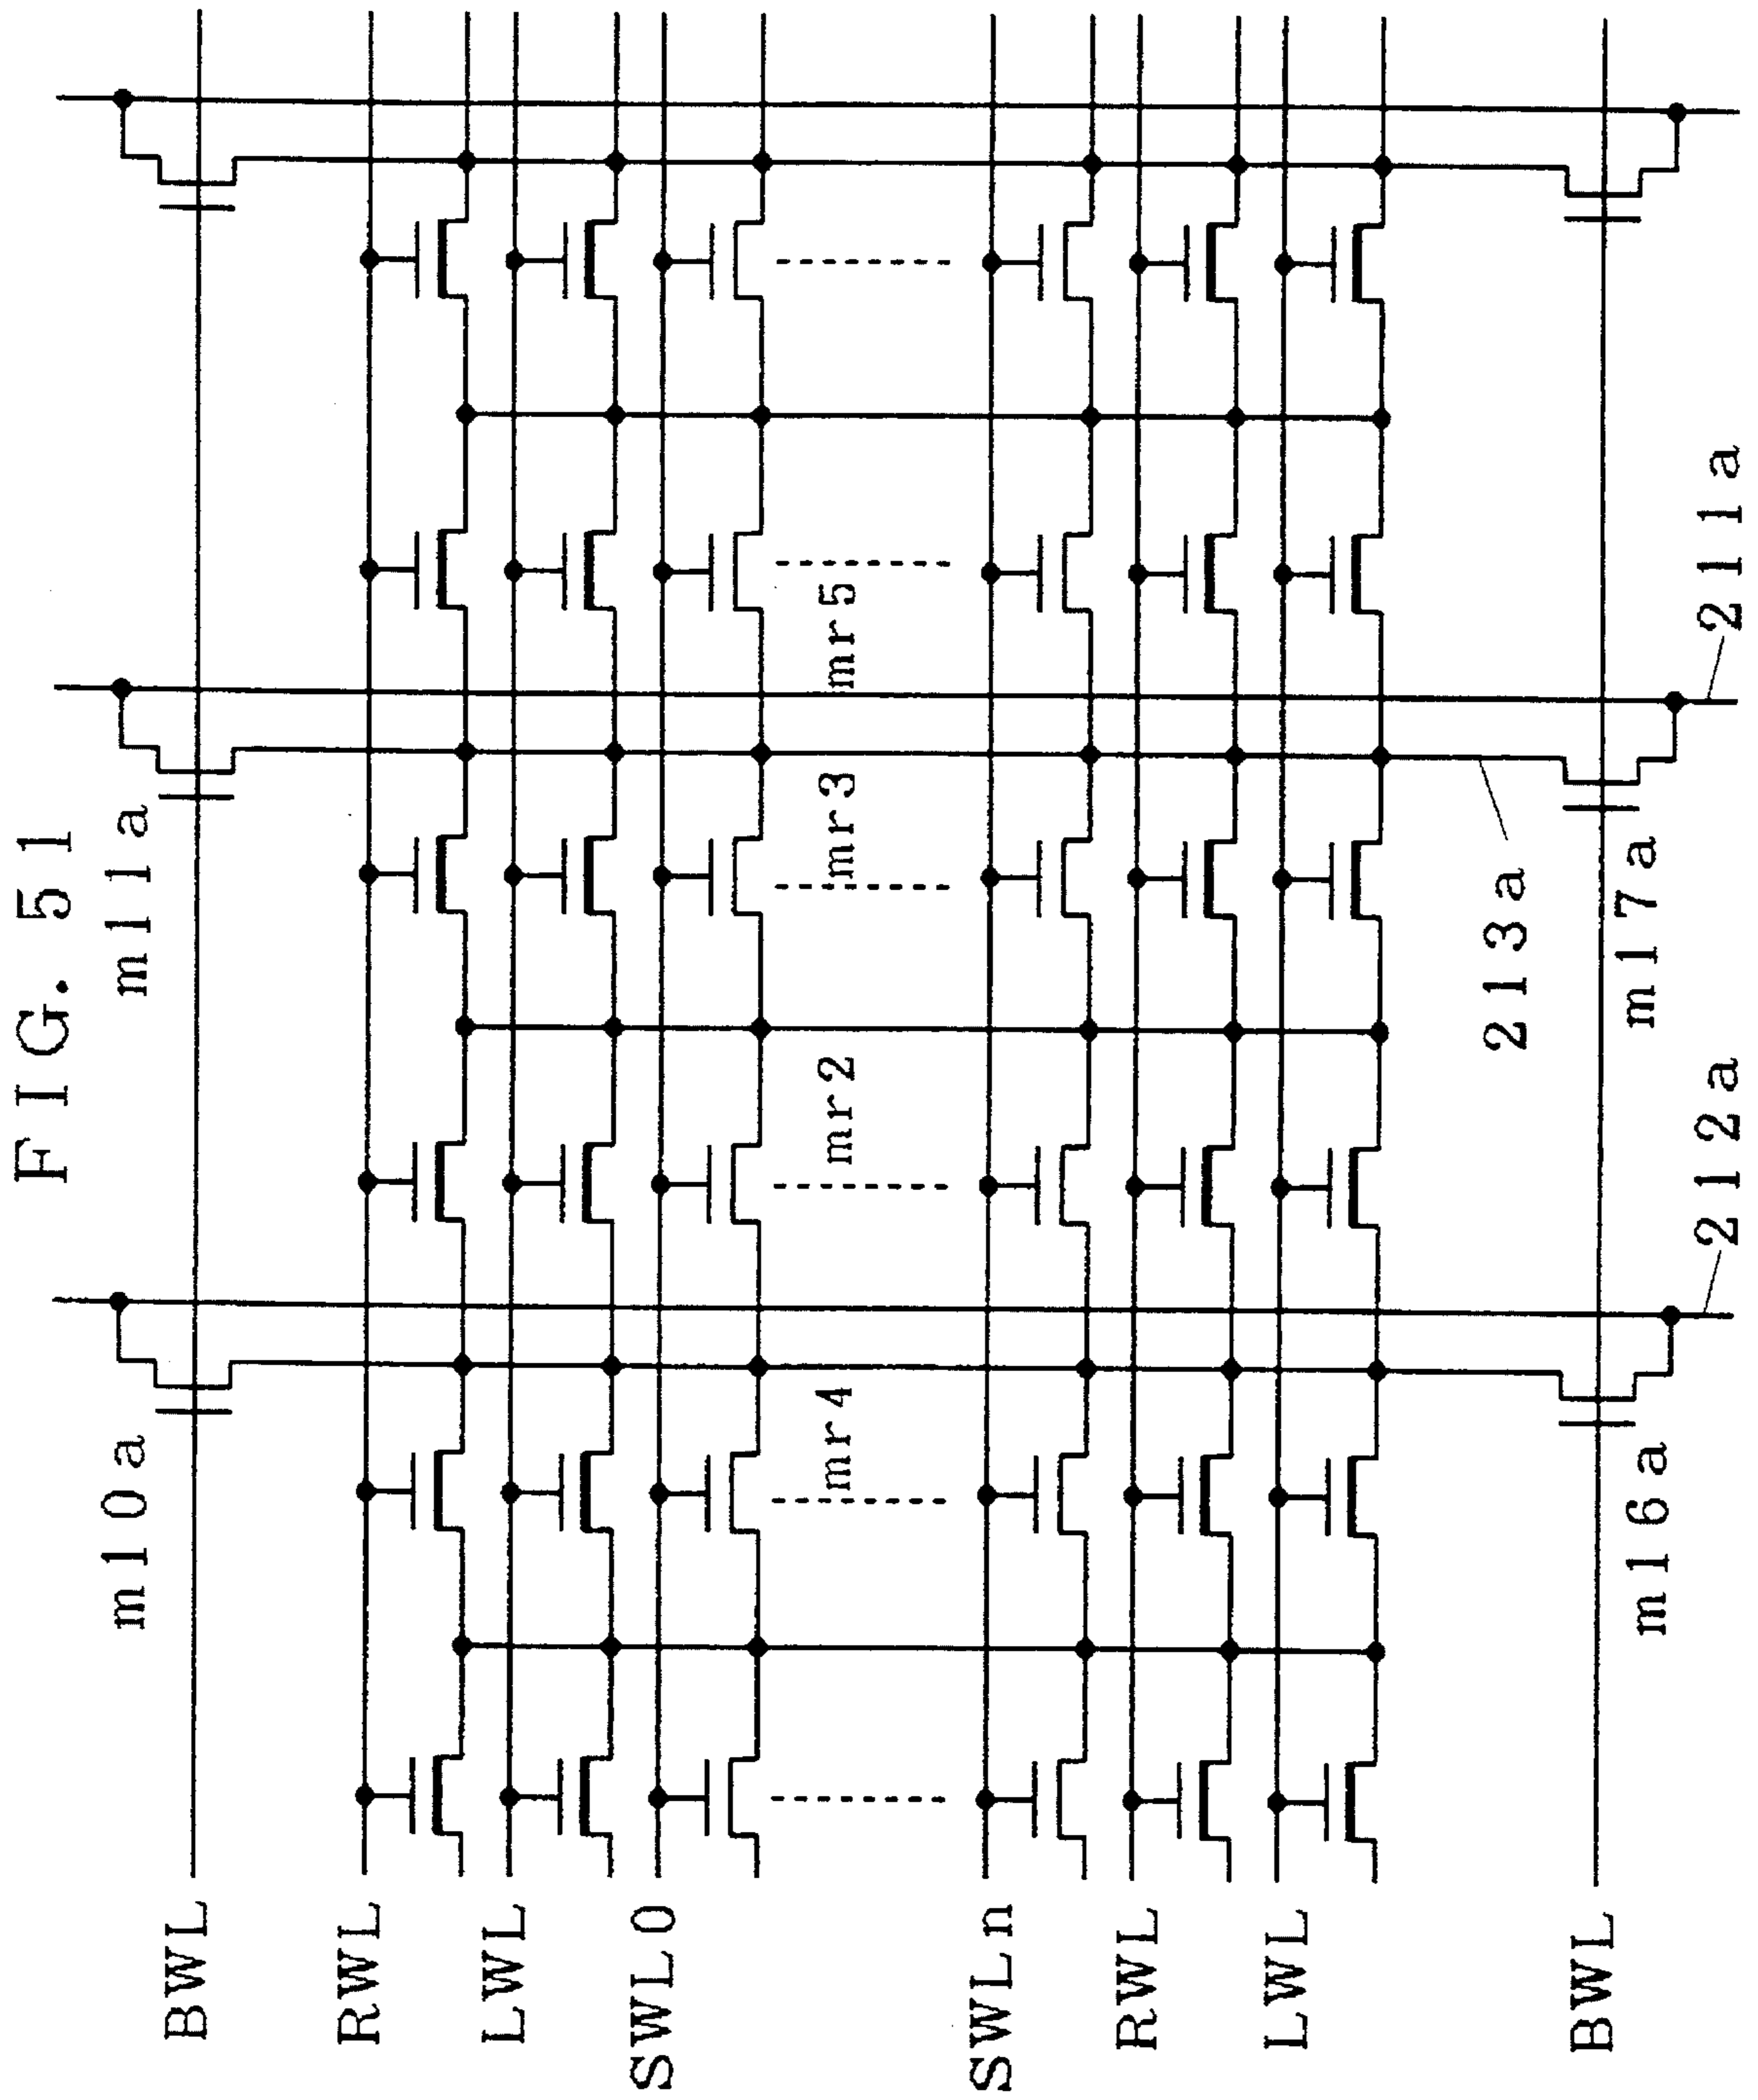 FIG. 51
BWL
m10a
m11a
RWL
LWL
SWL0
mr4
mr2
mr3
mr5
SWLn
RWL
LWL
213a
BWL
m16a
m17a
212a
211a